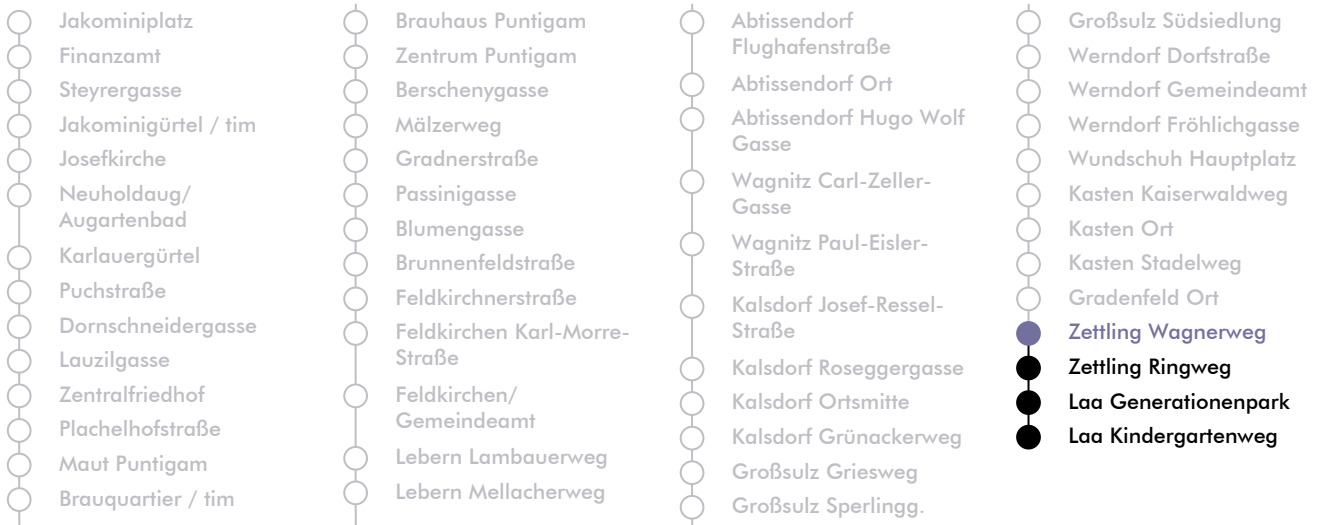 Jakominiplatz
Finanzamt
Steyrergasse
Jakominigürtel / tim
Josefkirche
Neuholdaug/
Augartenbad
Karlauergürtel
Puchstraße
Dornschneidergasse
Lauzilgasse
Zentralfriedhof
Plachelhofstraße
Maut Puntigam
Brauquartier / tim
Brauhaus Puntigam
Zentrum Puntigam
Berschenygasse
Mälzerweg
Gradnerstraße
Passinigasse
Blumengasse
Brunnenfeldstraße
Feldkirchnerstraße
Feldkirchen Karl-Morre-
Straße
Feldkirchen/
Gemeindeamt
Lebern Lambauerweg
Lebern Mellacherweg
Abtissendorf
Flughafenstraße
Abtissendorf Ort
Abtissendorf Hugo Wolf
Gasse
Wagnitz Carl-Zeller-
Gasse
Wagnitz Paul-Eisler-
Straße
Kalsdorf Josef-Ressel-
Straße
Kalsdorf Roseggergasse
Kalsdorf Ortsmitte
Kalsdorf Grünackerweg
Großsulz Griesweg
Großsulz Sperlingg.
Großsulz Südsiedlung
Werndorf Dorfstraße
Werndorf Gemeindeamt
Werndorf Fröhlichgasse
Wundschuh Hauptplatz
Kasten Kaiserwaldweg
Kasten Ort
Kasten Stadelweg
Gradenfeld Ort
Zettling Wagnerweg
Zettling Ringweg
Laa Generationenpark
Laa Kindergartenweg